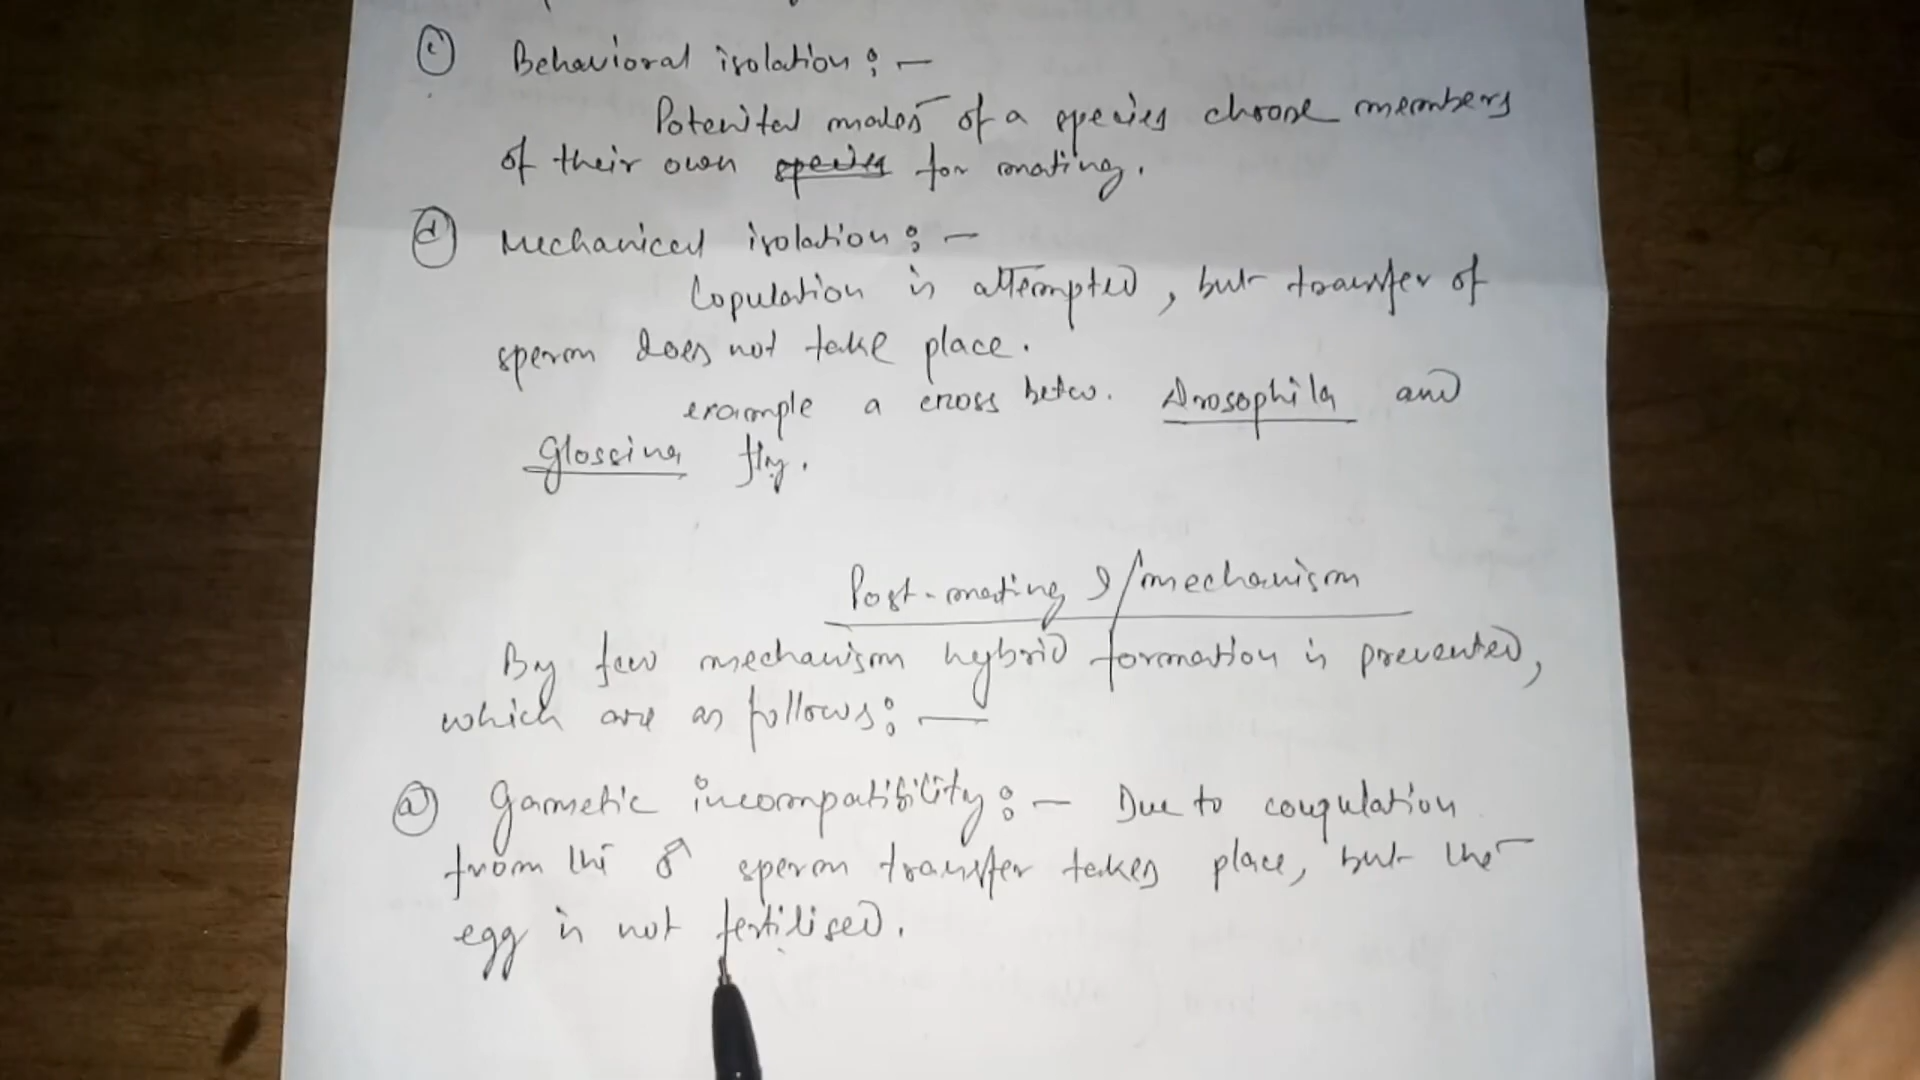 (c) Behavioral isolation : —
Potenital males of a species choose members
of their own species for mating.
(d) Mechanical isolation : —
Copulation is attempted, but transfer of
sperm does not take place.
example a cross betw. Drosophila and
Glossina fly.
Post-mating I/mechanism
By few mechanism hybrid formation is prevented,
which are as follows : —
(a) Gametic incompatibility : — Due to
from the ♂ sperm transfer takes place, but the
egg is not fertilised.